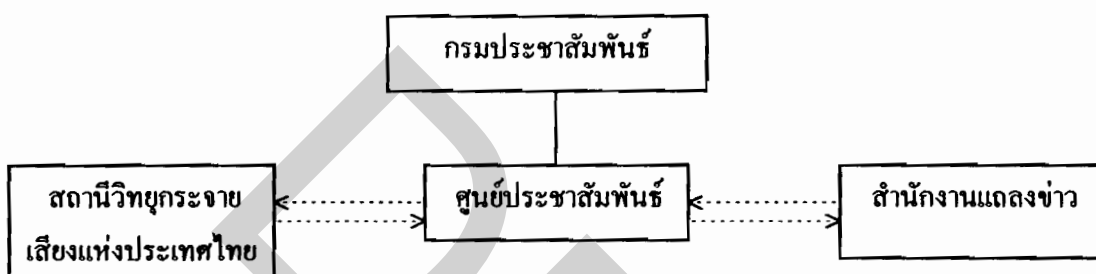 กรมประชาสัมพันธ์
สถานีวิทยุกระจาย
เสียงแห่งประเทศไทย
ศูนย์ประชาสัมพันธ์
สำนักงานแถลงข่าว